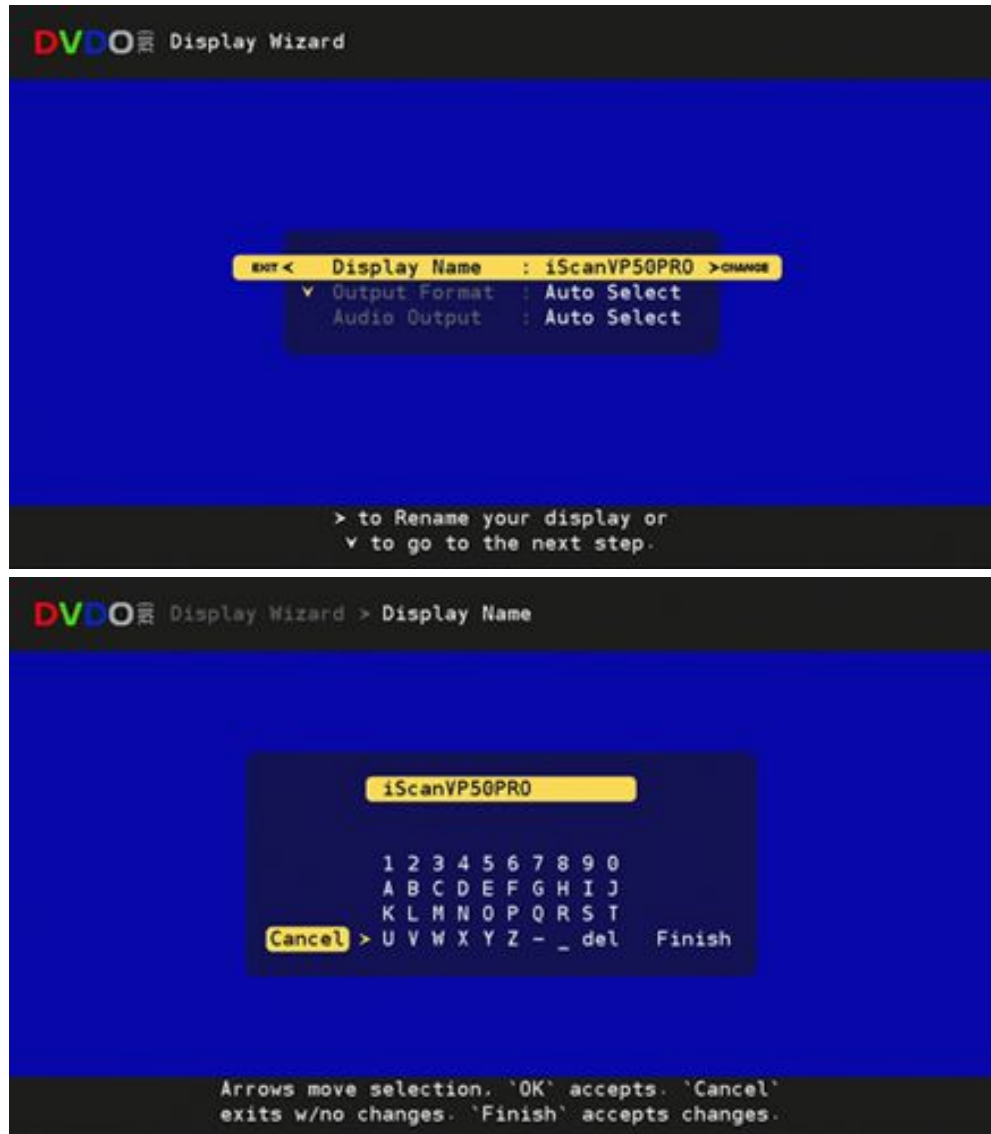 DVDO Display Wizard
EXIT < Display Name : iScanVP50PRO > CHANGE
Output Format : Auto Select
Audio Output : Auto Select
> to Rename your display or
v to go to the next step.
DVDO Display Wizard > Display Name
iScanVP50PRO
1 2 3 4 5 6 7 8 9 0
A B C D E F G H I J
K L M N O P Q R S T
Cancel > U V W X Y Z - _ del Finish
Arrows move selection. `OK` accepts. `Cancel`
exits w/no changes. `Finish` accepts changes.